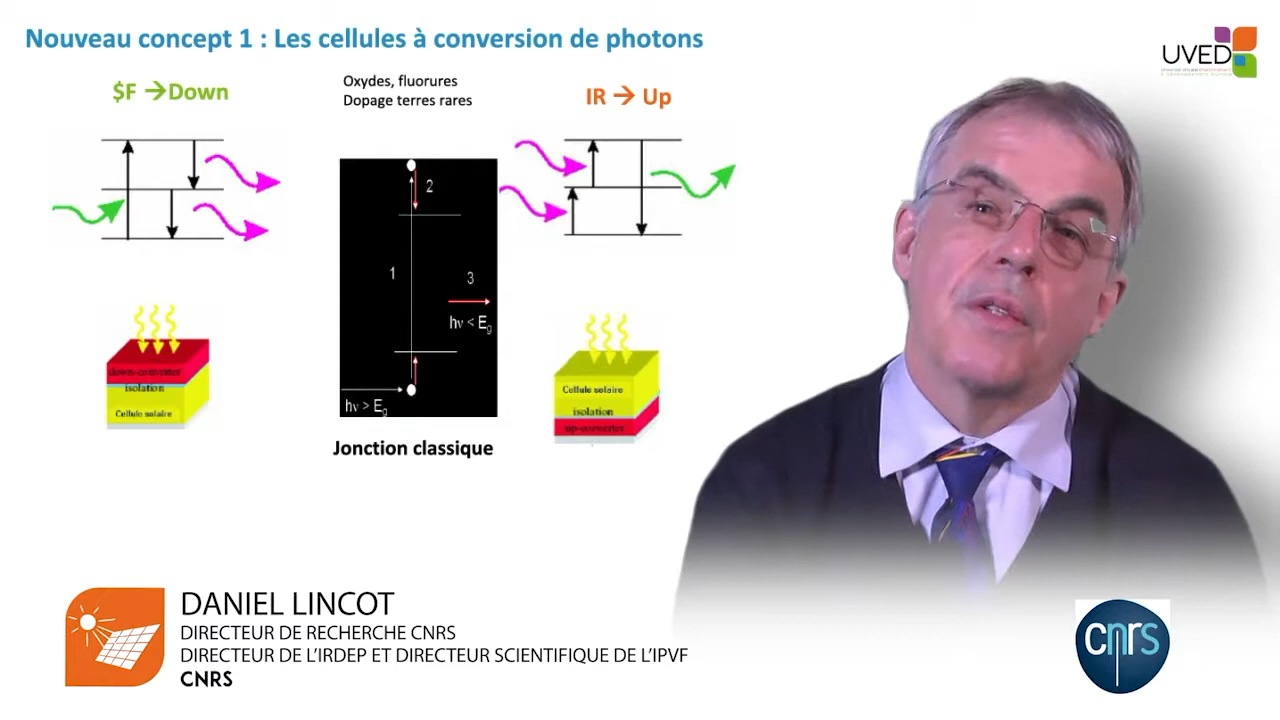 Nouveau concept 1 : Les cellules à conversion de photons
UVED
$F →Down
Oxydes, fluorures
Dopage terres rares
IR → Up
2
1
3
hν < Eg
hν > Eg
down-converter
isolation
Cellule solaire
Cellule solaire
isolation
up-converter
Jonction classique
DANIEL LINCOT
DIRECTEUR DE RECHERCHE CNRS
DIRECTEUR DE L'IRDEP ET DIRECTEUR SCIENTIFIQUE DE L'IPVF
CNRS
cnrs